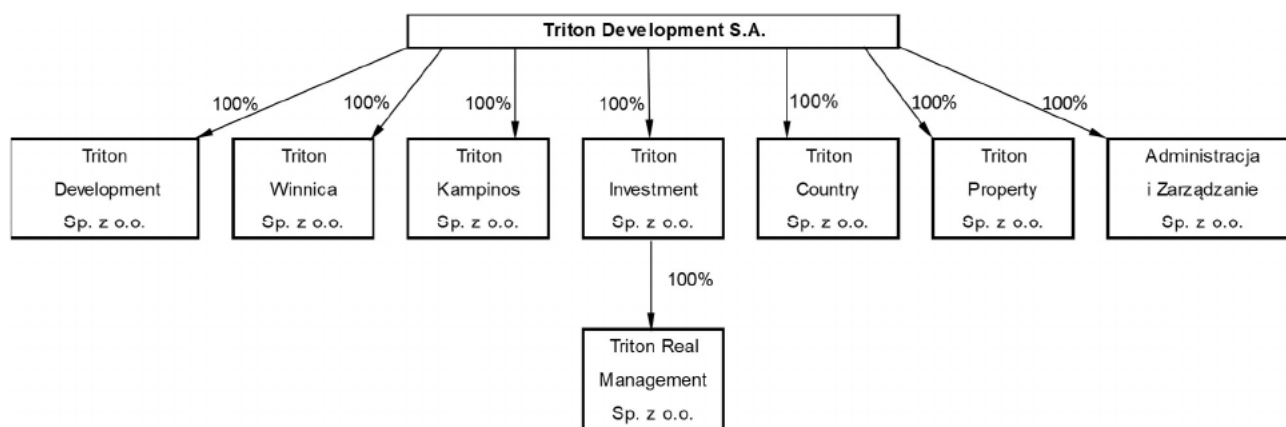 Triton Development S.A.
100%
100%
100%
100%
100%
100%
100%
Triton
Development
Sp. z o.o.
Triton
Winnica
Sp. z o.o.
Triton
Kampinos
Sp. z o.o.
Triton
Investment
Sp. z o.o.
Triton
Country
Sp. z o.o.
Triton
Property
Sp. z o.o.
Administracja
i Zarządzanie
Sp. z o.o.
100%
Triton Real
Management
Sp. z o.o.